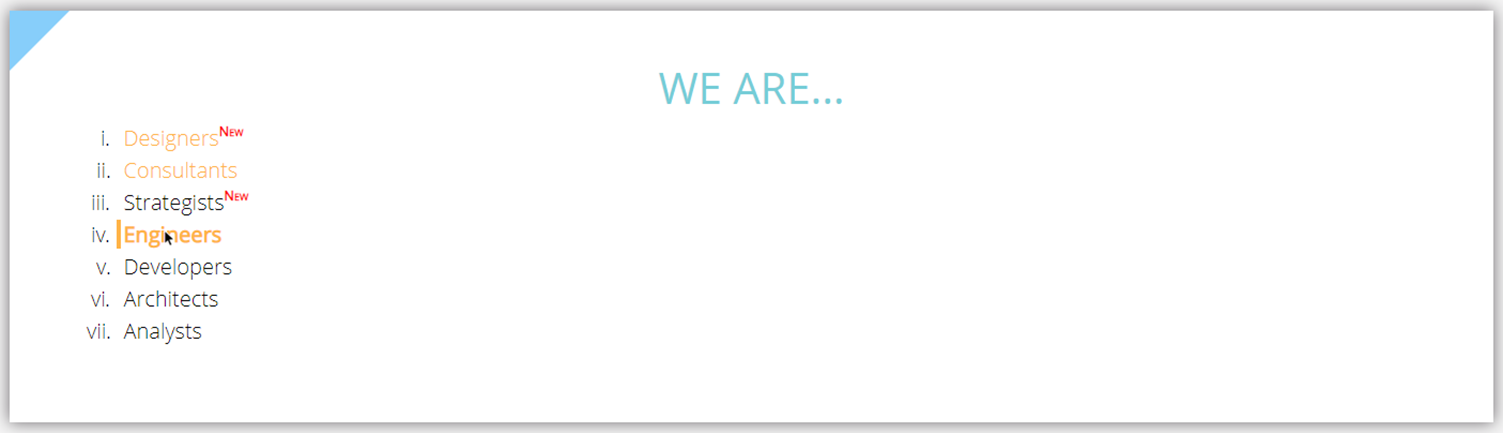 WE ARE...
i. Designers New
ii. Consultants
iii. Strategists New
iv. Engineers
v. Developers
vi. Architects
vii. Analysts